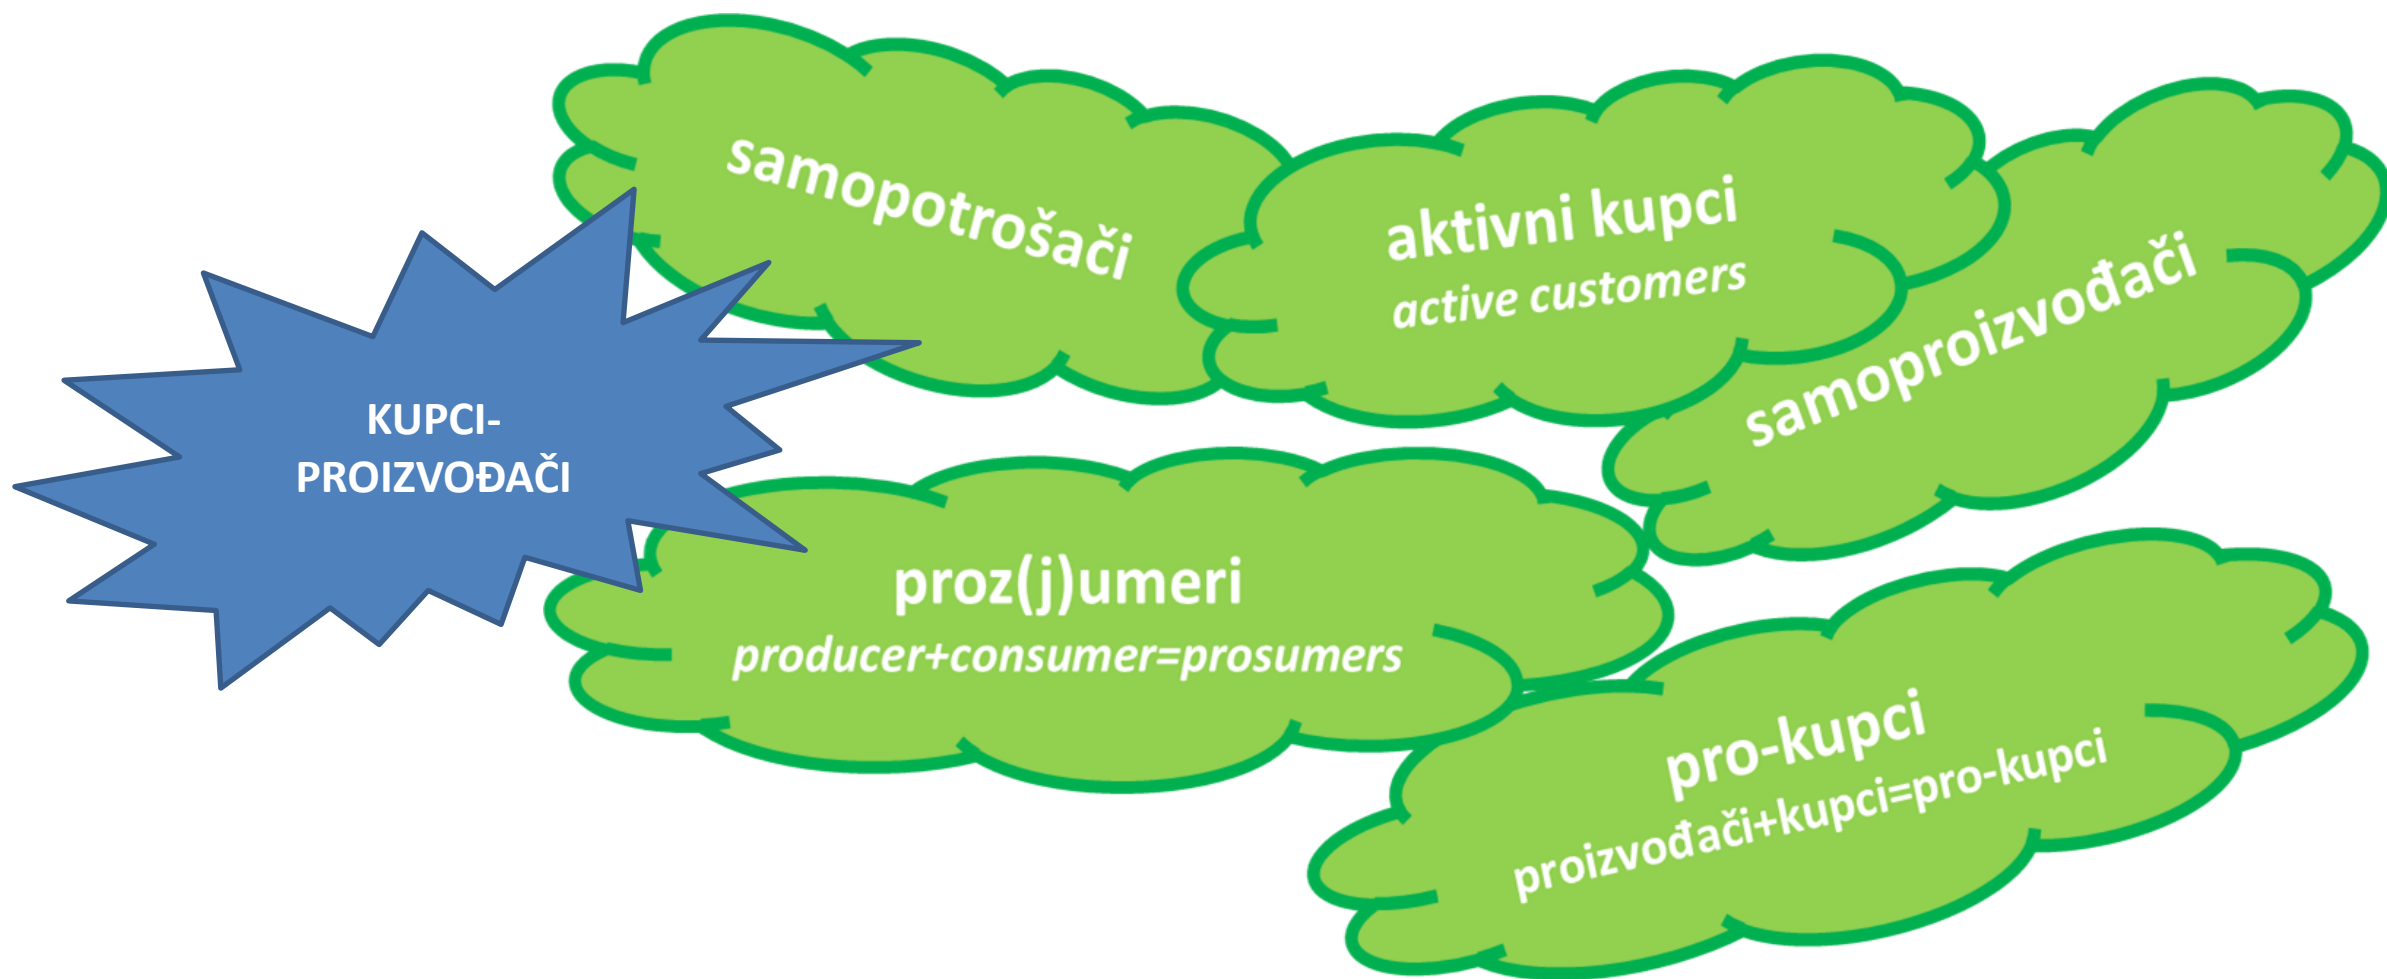 samopotrošači
aktivni kupci
active customers
samoproizvođači
KUPCI-
PROIZVOĐAČI
proz(j)umeri
producer+consumer=prosumers
pro-kupci
proizvođači+kupci=pro-kupci